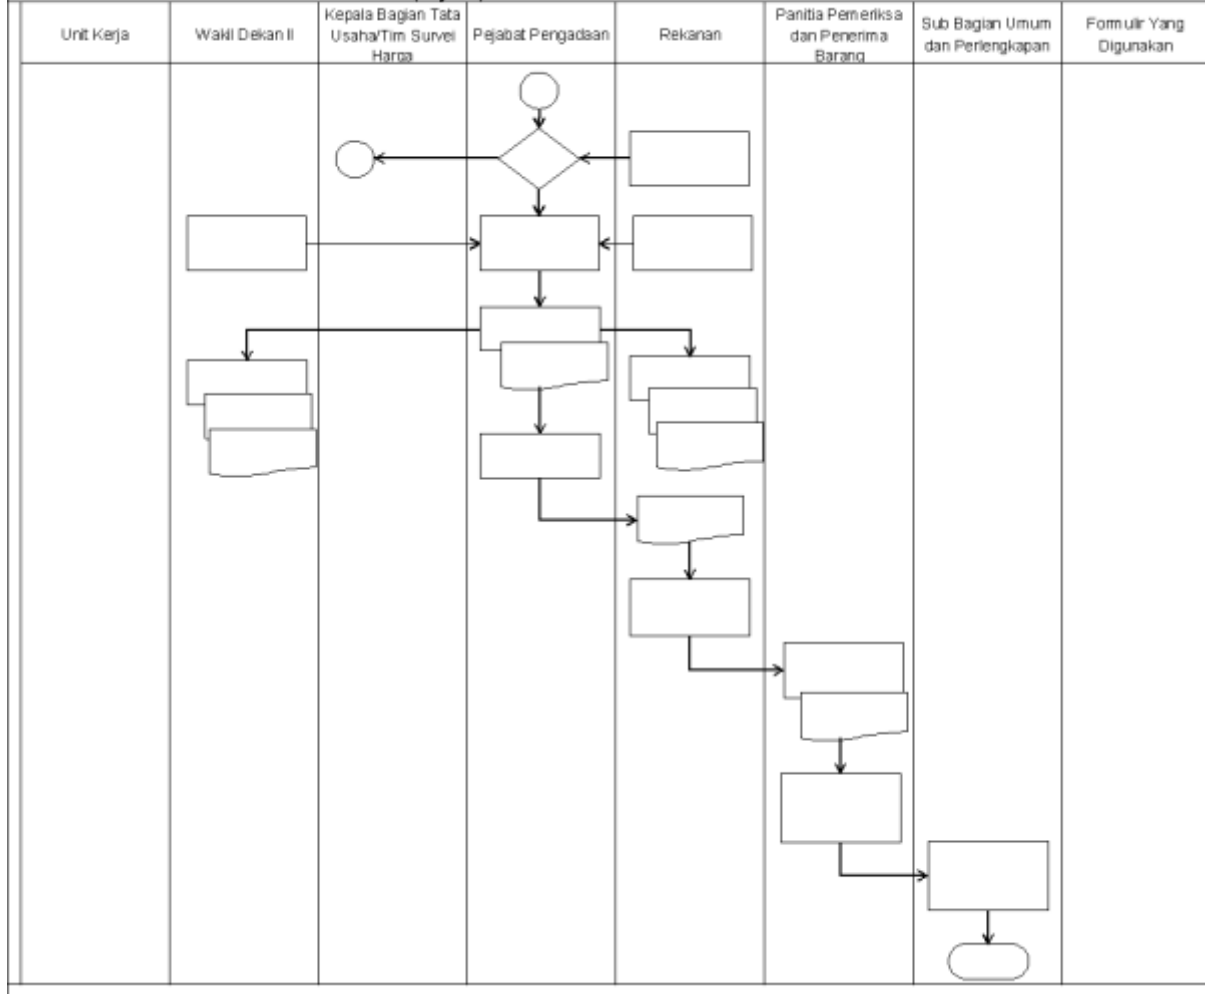 Unit Kerja
Wakil Dekan II
Kepala Bagian Tata
Usaha/Tim Survei
Harga
Pejabat Pengadaan
Rekanan
Panitia Pemeriksa
dan Penerima
Barang
Sub Bagian Umum
dan Perlengkapan
Formulir Yang
Digunakan